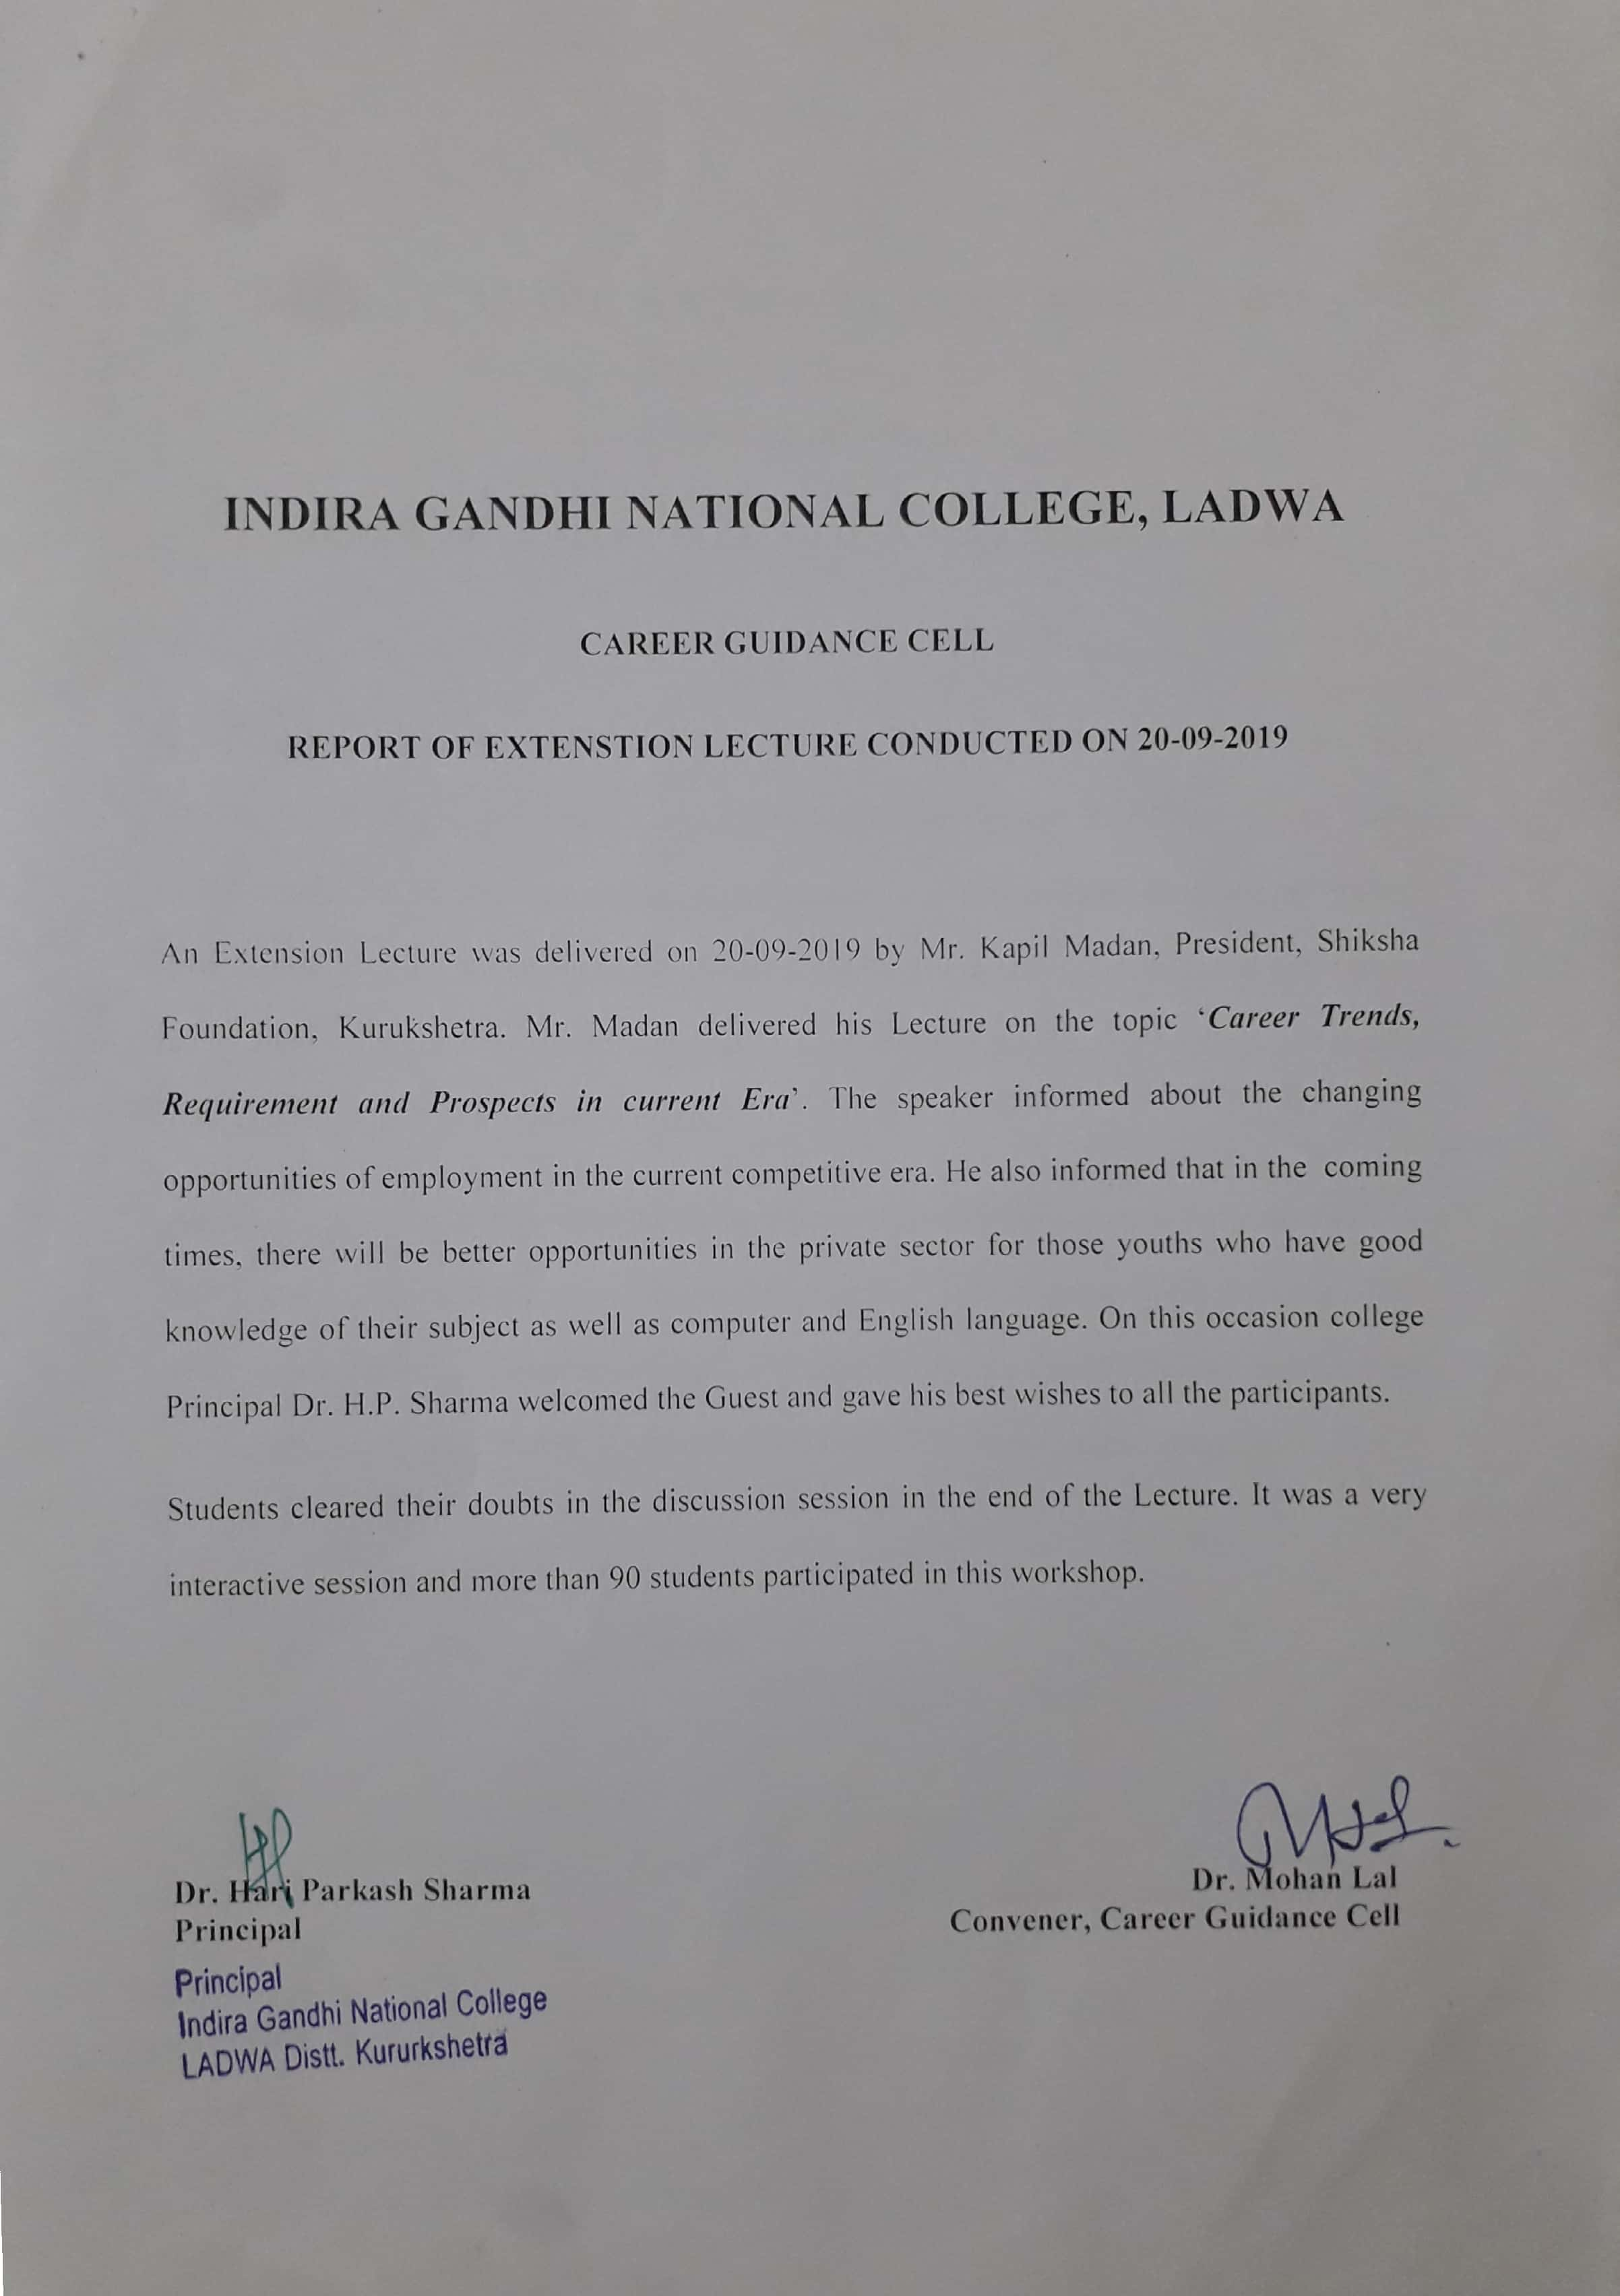 INDIRA GANDHI NATIONAL COLLEGE, LADWA
CAREER GUIDANCE CELL
REPORT OF EXTENSTION LECTURE CONDUCTED ON 20-09-2019
An Extension Lecture was delivered on 20-09-2019 by Mr. Kapil Madan, President, Shiksha
Foundation, Kurukshetra. Mr. Madan delivered his Lecture on the topic ‘Career Trends,
Requirement and Prospects in current Era’. The speaker informed about the changing
opportunities of employment in the current competitive era. He also informed that in the coming
times, there will be better opportunities in the private sector for those youths who have good
knowledge of their subject as well as computer and English language. On this occasion college
Principal Dr. H.P. Sharma welcomed the Guest and gave his best wishes to all the participants.
Students cleared their doubts in the discussion session in the end of the Lecture. It was a very
interactive session and more than 90 students participated in this workshop.
Dr. Hari Parkash Sharma
Principal
Principal
Indira Gandhi National College
LADWA Distt. Kururkshetra
Dr. Mohan Lal
Convener, Career Guidance Cell